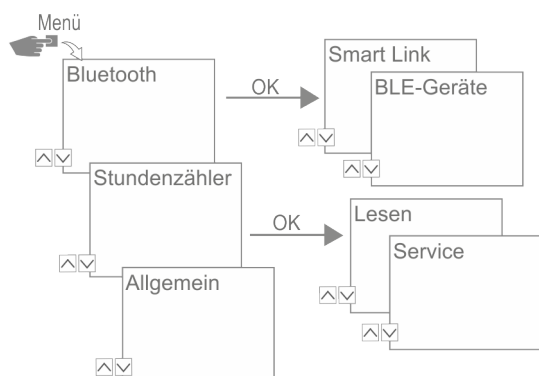 Menü
Bluetooth
OK
Smart Link
BLE-Geräte
Stundenzähler
OK
Lesen
Service
Allgemein